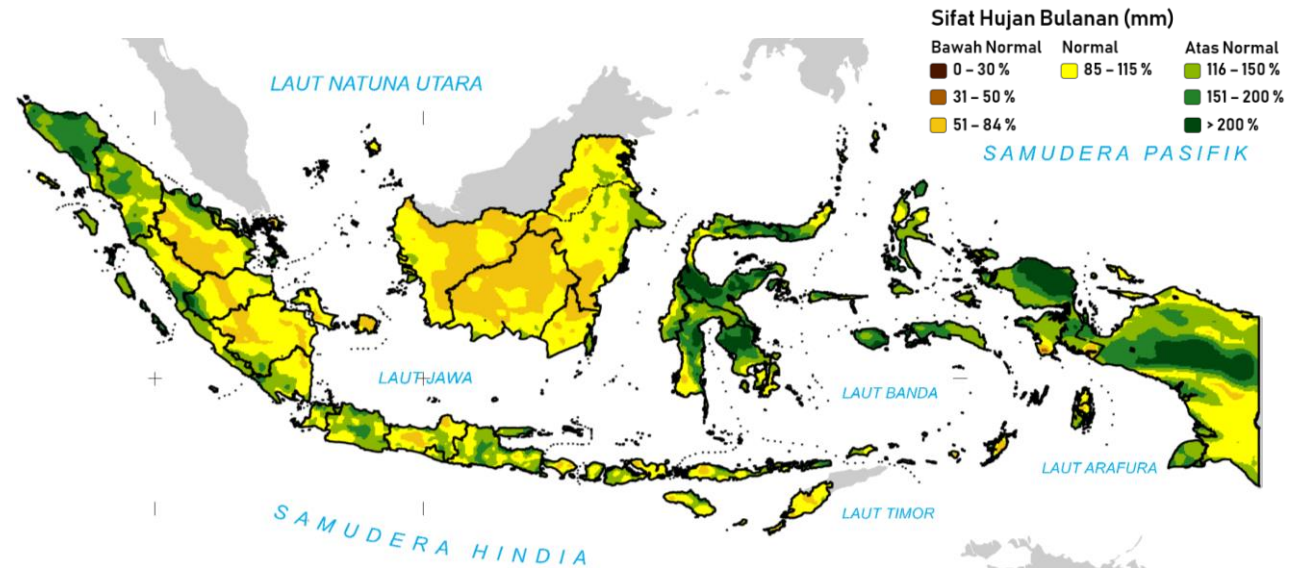 Sifat Hujan Bulanan (mm)
Bawah Normal Normal Atas Normal
0 – 30 % 85 – 115 % 116 – 150 %
31 – 50 % 151 – 200 %
51 – 84 % > 200 %
LAUT NATUNA UTARA
SAMUDERA PASIFIK
LAUT JAWA
LAUT BANDA
LAUT ARAFURA
LAUT TIMOR
SAMUDERA HINDIA